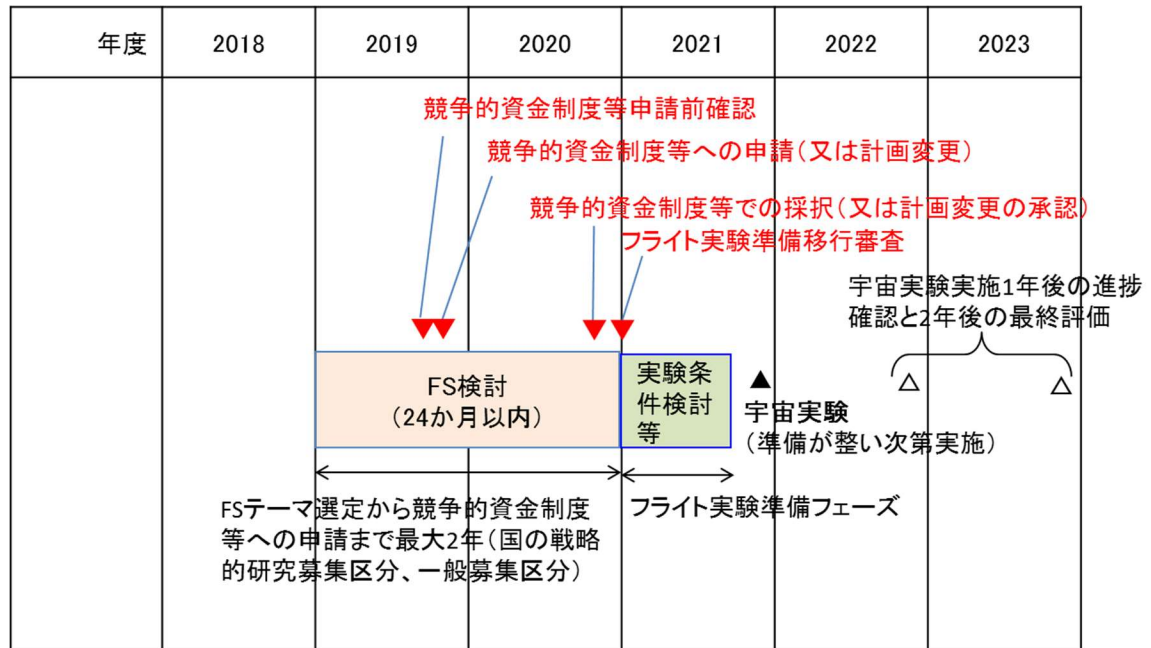 年度 2018 2019 2020 2021 2022 2023
競争的資金制度等申請前確認
競争的資金制度等への申請(又は計画変更)
競争的資金制度等での採択(又は計画変更の承認)
フライト実験準備移行審査
宇宙実験実施1年後の進捗
確認と2年後の最終評価
FS検討
(24か月以内)
実験条
件検討
等
宇宙実験
(準備が整い次第実施)
FSテーマ選定から競争的資金制度
等への申請まで最大2年(国の戦略
的研究募集区分、一般募集区分)
フライト実験準備フェーズ